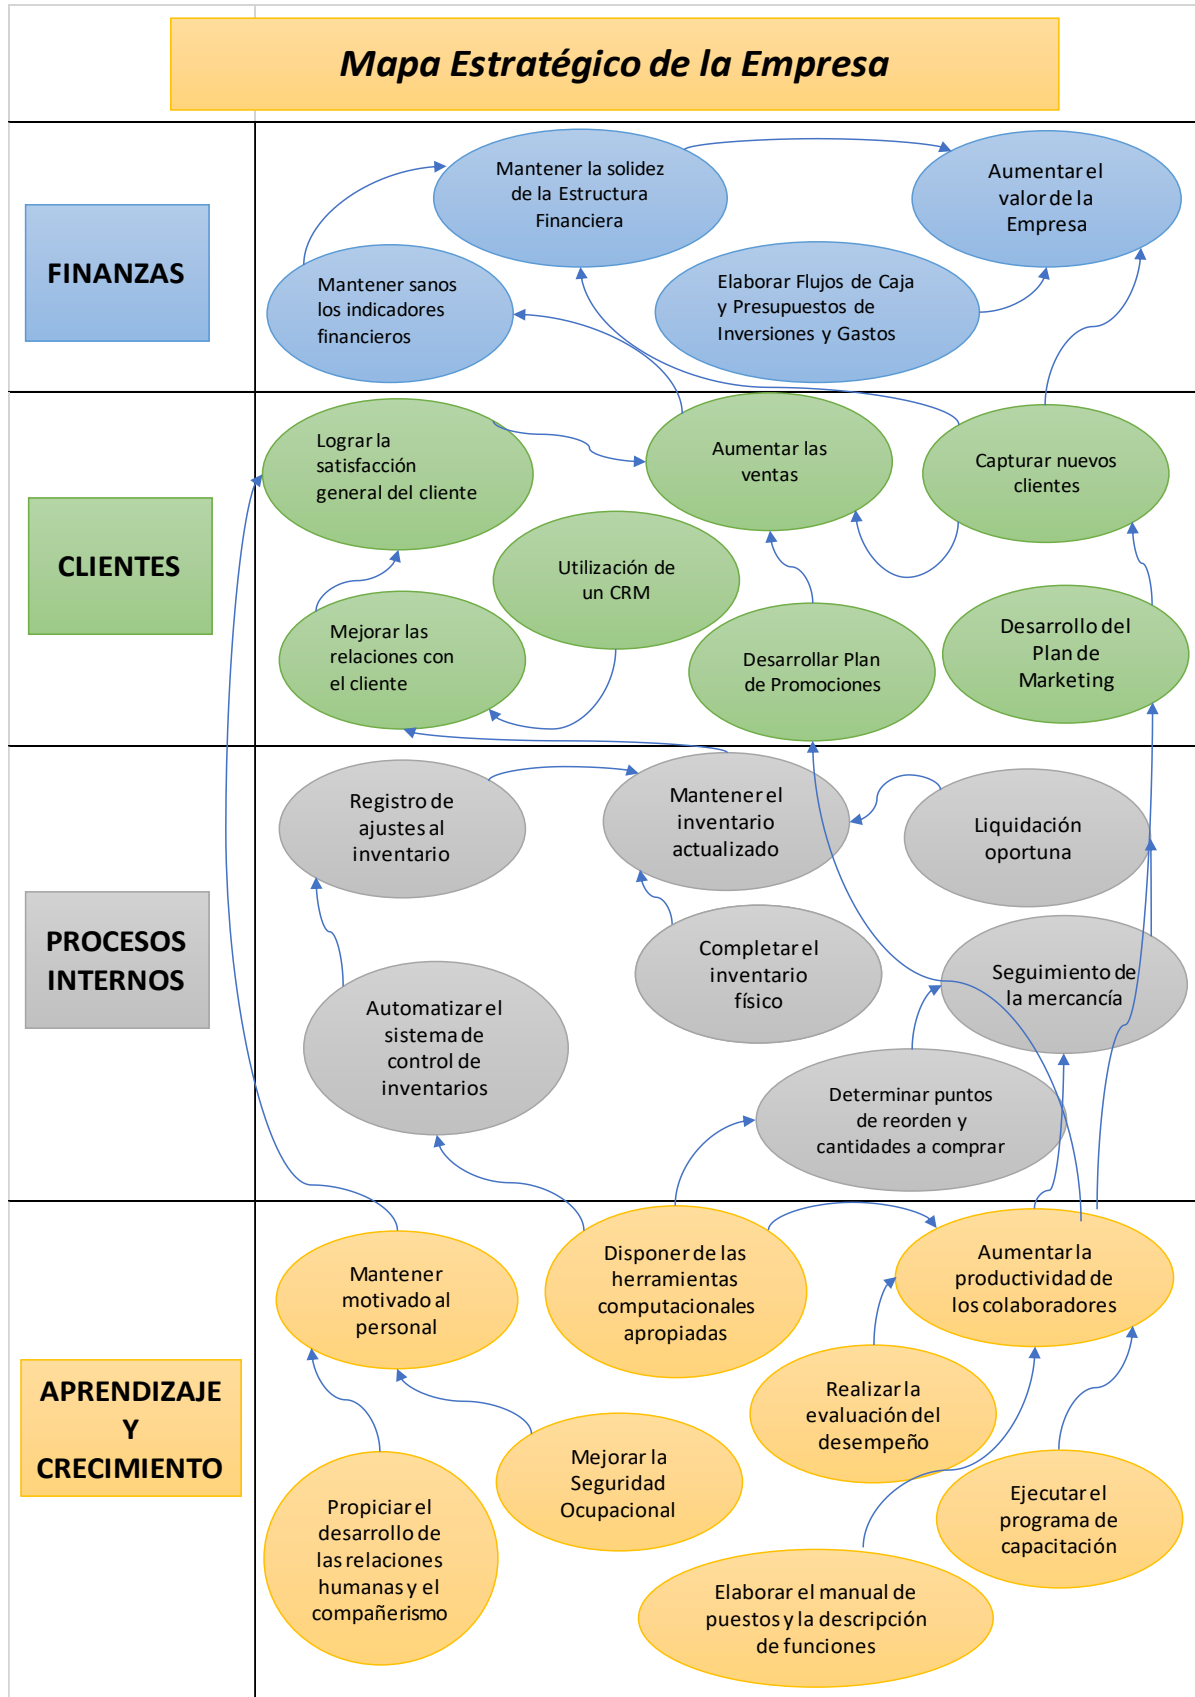 Mapa Estratégico de la Empresa
FINANZAS
Mantener la solidez
de la Estructura
Financiera
Aumentar el
valor de la
Empresa
Mantener sanos
los indicadores
financieros
Elaborar Flujos de Caja
y Presupuestos de
Inversiones y Gastos
CLIENTES
Lograr la
satisfacción
general del cliente
Aumentar las
ventas
Capturar nuevos
clientes
Utilización de
un CRM
Mejorar las
relaciones con
el cliente
Desarrollar Plan
de Promociones
Desarrollo del
Plan de
Marketing
PROCESOS
INTERNOS
Registro de
ajustes al
inventario
Mantener el
inventario
actualizado
Liquidación
oportuna
Completar el
inventario
físico
Seguimiento de
la mercancía
Automatizar el
sistema de
control de
inventarios
Determinar puntos
de reorden y
cantidades a comprar
APRENDIZAJE
Y
CRECIMIENTO
Mantener
motivado al
personal
Disponer de las
herramientas
computacionales
apropiadas
Aumentar la
productividad de
los colaboradores
Realizar la
evaluación del
desempeño
Mejorar la
Seguridad
Ocupacional
Ejecutar el
programa de
capacitación
Propiciar el
desarrollo de
las relaciones
humanas y el
compañerismo
Elaborar el manual de
puestos y la descripción
de funciones